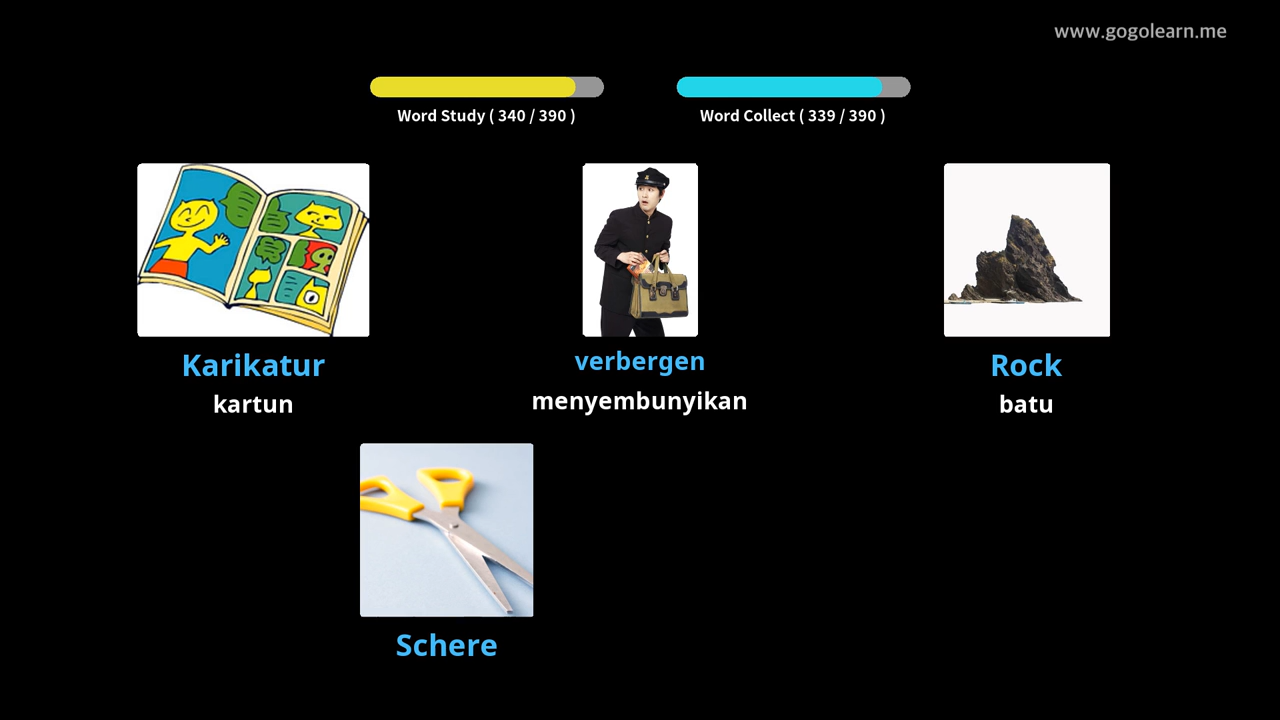 www.gogolearn.me
Word Study ( 340 / 390 )
Word Collect ( 339 / 390 )
Karikatur
kartun
verbergen
menyembunyikan
Rock
batu
Schere